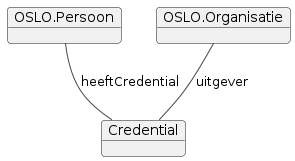 OSLO.Persoon
OSLO.Organisatie
heeftCredential
uitgever
Credential